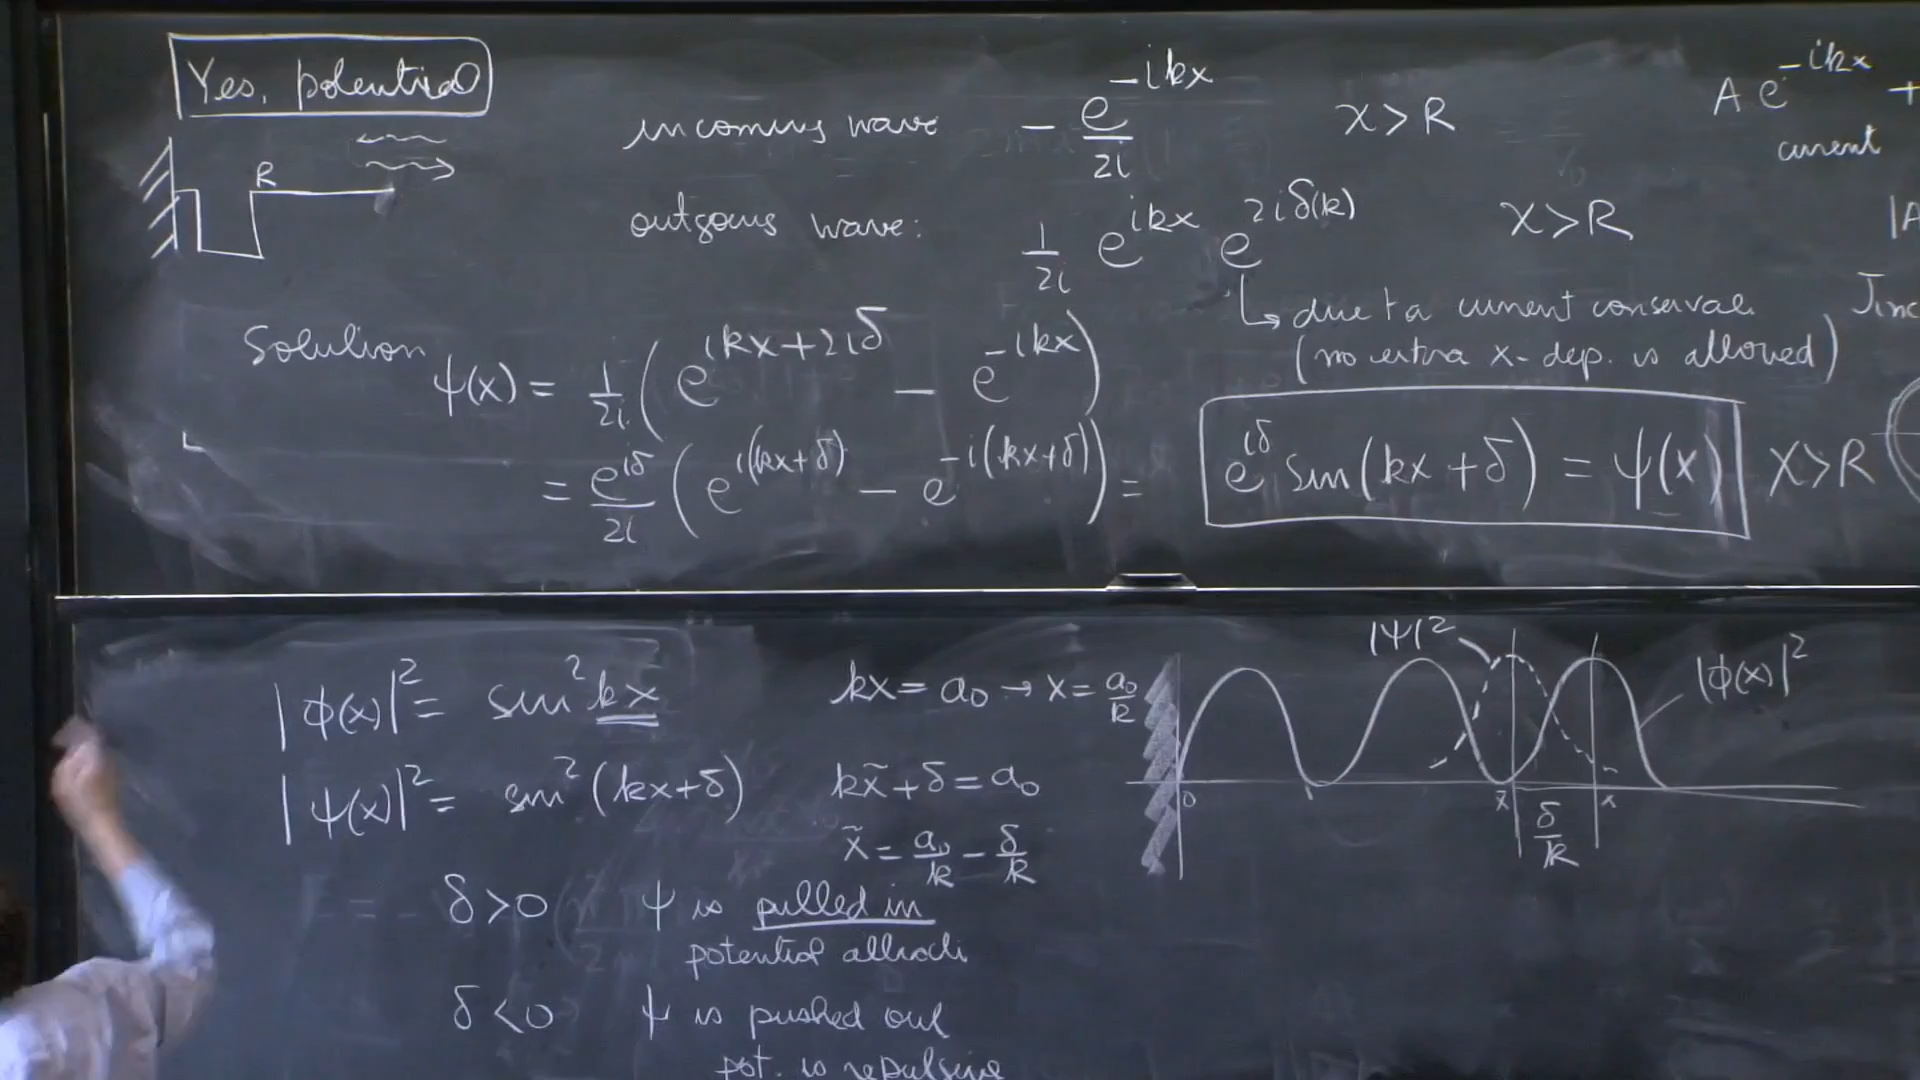 Yes, potential
R
incoming wave − e^{-ikx}/2i x > R
outgoing wave: 1/2i e^{ikx} e^{2iδ(k)} x > R
↳ due to current conservat.
(no extra x-dep. is allowed)
A e^{-ikx} +
current
|A
Jinc
Solution ψ(x) = 1/2i (e^{ikx+2iδ} − e^{-ikx})
= e^{iδ}/2i (e^{i(kx+δ)} − e^{-i(kx+δ)}) = e^{iδ} sin(kx+δ) = ψ(x) x > R
|φ(x)|² = sin² kx kx = a₀ → x = a₀/k
|ψ(x)|² = sin² (kx+δ) kx̃ + δ = a₀
x̃ = a₀/k − δ/k
δ > 0 ψ is pulled in
potential attracti
δ < 0 ψ is pushed out
pot. is repulsive
|ψ|² |φ(x)|²
0 x̃ x
δ/k